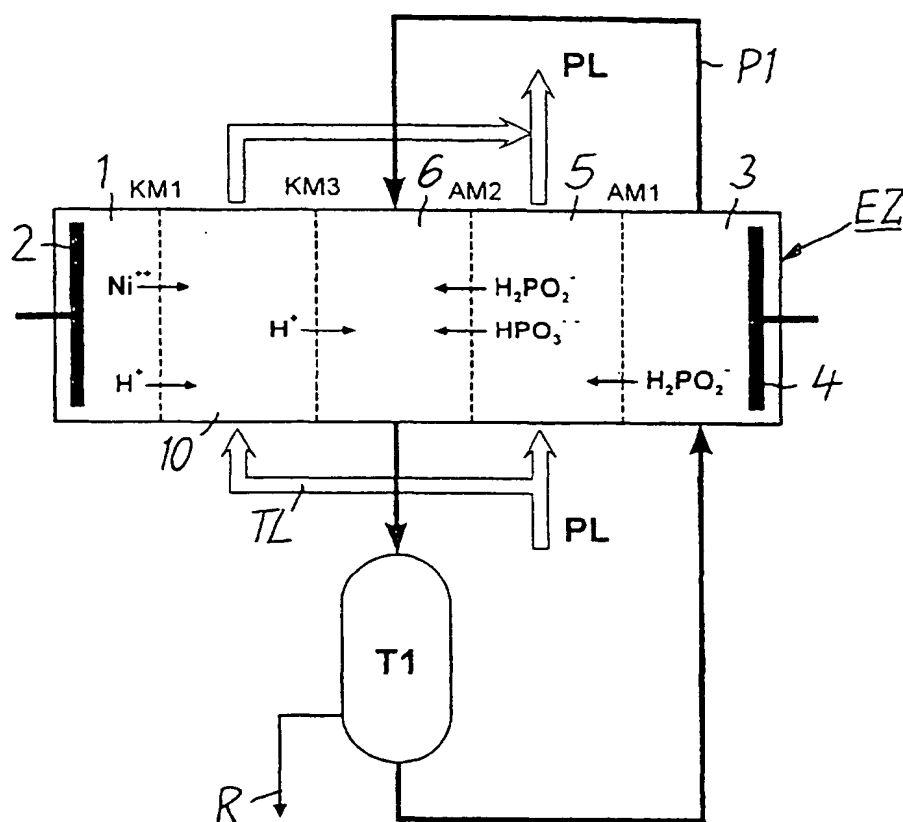 PL
P1
1
KM1
KM3
6
AM2
5
AM1
3
EZ
2
Ni⁺⁺
H₂PO₂⁻
H⁺
HPO₃⁻⁻
H⁺
H₂PO₂⁻
4
10
TL
PL
T1
R